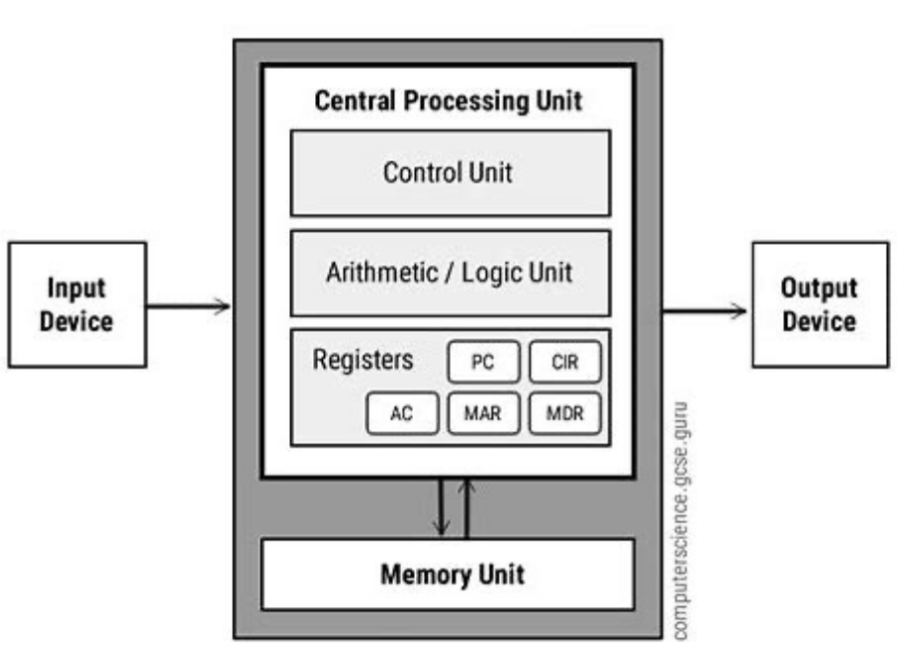 Central Processing Unit
Control Unit
Arithmetic / Logic Unit
Input
Device
Output
Device
Registers
PC
CIR
AC
MAR
MDR
Memory Unit
computerscience.gcse.guru